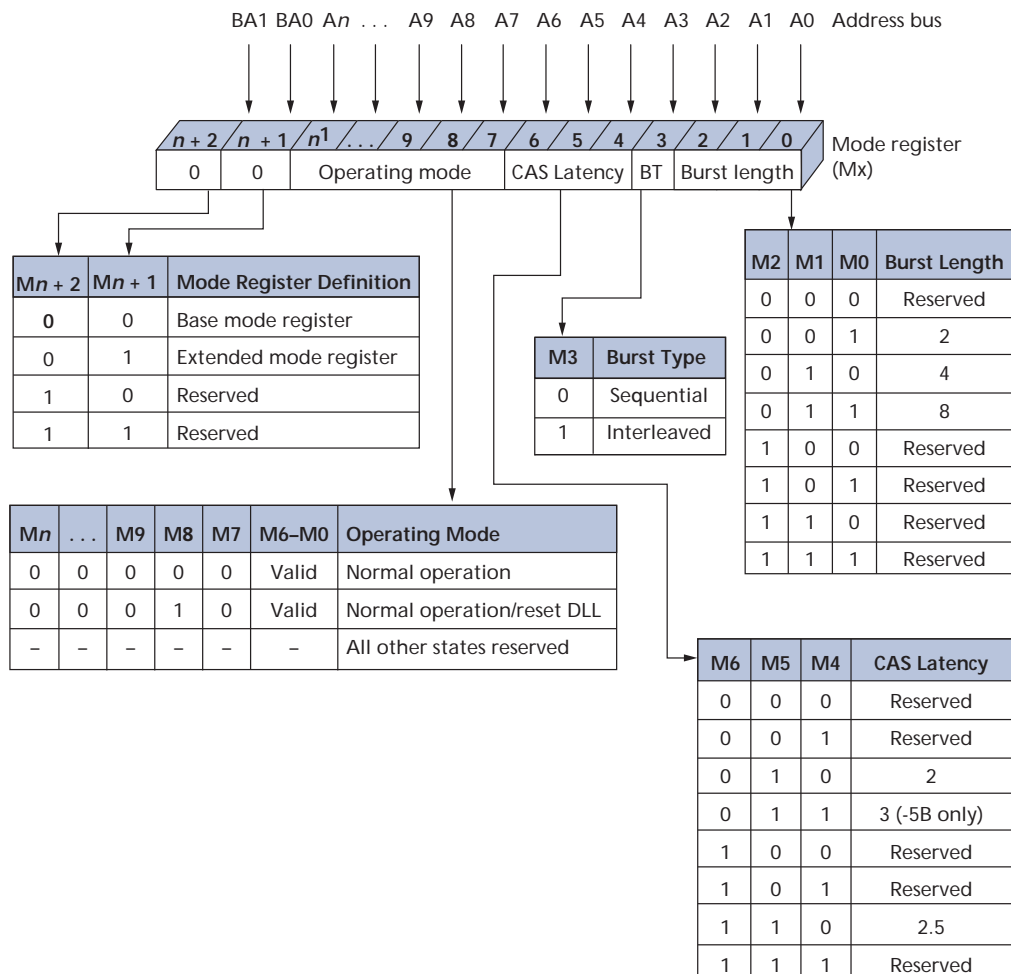 BA1 BA0 An ... A9 A8 A7 A6 A5 A4 A3 A2 A1 A0 Address bus
n + 2 n + 1 n1 ... 9 8 7 6 5 4 3 2 1 0
Mode register
(Mx)
0 0 Operating mode CAS Latency BT Burst length
Mn + 2 Mn + 1 Mode Register Definition
0 0 Base mode register
0 1 Extended mode register
1 0 Reserved
1 1 Reserved
M3 Burst Type
0 Sequential
1 Interleaved
M2 M1 M0 Burst Length
0 0 0 Reserved
0 0 1 2
0 1 0 4
0 1 1 8
1 0 0 Reserved
1 0 1 Reserved
1 1 0 Reserved
1 1 1 Reserved
Mn ... M9 M8 M7 M6–M0 Operating Mode
0 0 0 0 0 Valid Normal operation
0 0 0 1 0 Valid Normal operation/reset DLL
– – – – – – All other states reserved
M6 M5 M4 CAS Latency
0 0 0 Reserved
0 0 1 Reserved
0 1 0 2
0 1 1 3 (-5B only)
1 0 0 Reserved
1 0 1 Reserved
1 1 0 2.5
1 1 1 Reserved